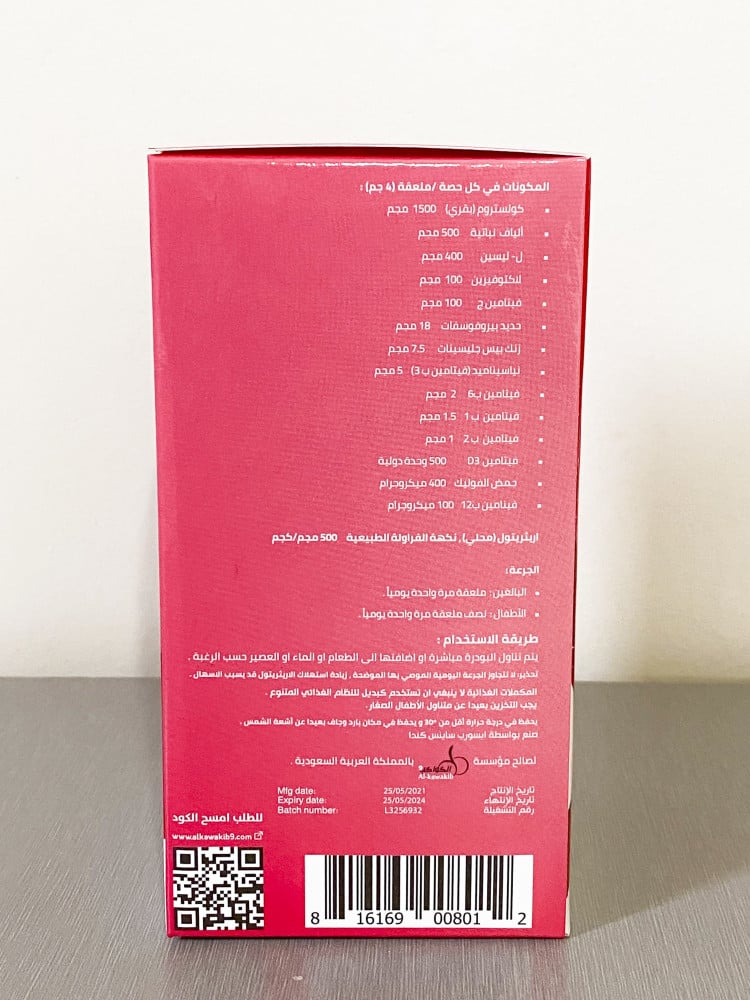 المكونات في كل حصة /ملعقة (4 جم) :
▪ كولستروم (بقري) 1500 مجم
▪ ألياف نباتية 500 مجم
▪ ل- ليسين 400 مجم
▪ لاكتوفيرين 100 مجم
▪ فيتامين ج 100 مجم
▪ حديد بيروفوسفات 18 مجم
▪ زنك بيس جليسينات 7.5 مجم
▪ نياسيناميد (فيتامين ب 3) 5 مجم
▪ فيتامين ب6 2 مجم
▪ فيتامين ب 1 1.5 مجم
▪ فيتامين ب 2 1 مجم
▪ فيتامين D3 500 وحدة دولية
▪ حمض الفوليك 400 ميكروجرام
▪ فيتامين ب12 100 ميكروجرام
اريثريتول (محلي) , نكهة الفراولة الطبيعية 500 مجم/كجم
الجرعة :
▪ البالغين : ملعقة مرة واحدة يومياً .
▪ الأطفال : نصف ملعقة مرة واحدة يومياً .
طريقة الاستخدام :
يتم تناول البودرة مباشرة او اضافتها الى الطعام او الماء او العصير حسب الرغبة .
تحذير: لا تتجاوز الجرعة اليومية الموصي بها الموضحة , زيادة استهلاك الاريثريتول قد يسبب الاسهال .
المكملات الغذائية لا ينبغي ان تستخدم كبديل للنظام الغذائي المتنوع .
يجب التخزين بعيدا عن متناول الأطفال الصغار .
يحفظ في درجة حرارة أقل من 30° و يحفظ في مكان بارد وجاف بعيدا عن أشعة الشمس .
صنع بواسطة ابسورب ساينس كندا
لصالح مؤسسة الكواكب 9 Al-kawakib بالمملكة العربية السعودية .
Mfg date: 25/05/2021 تاريخ الإنتاج
Expiry date: 25/05/2024 تاريخ الإنتهاء
Batch number: L3256932 رقم التشغيلة
للطلب امسح الكود
www.alkawakib9.com
8 16169 00801 2